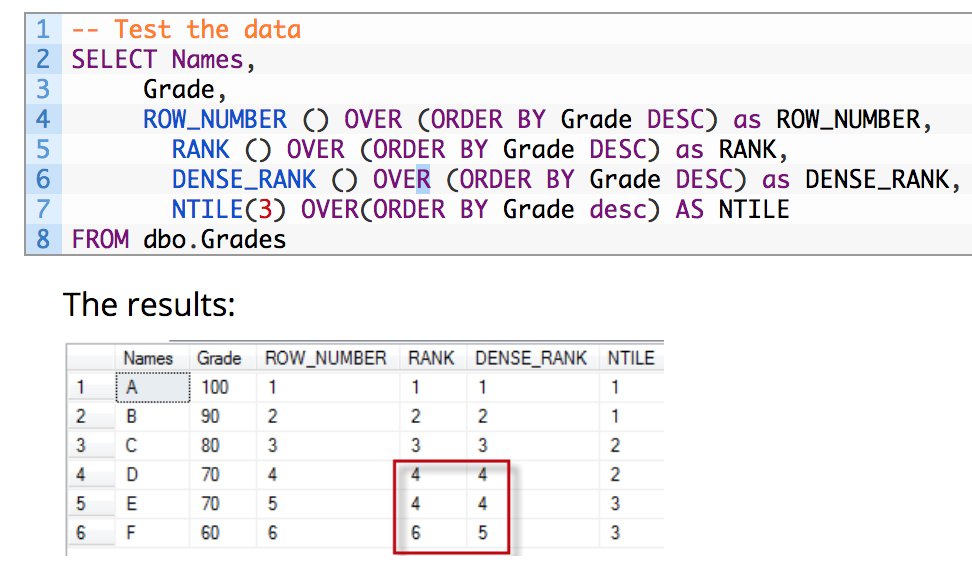 1 -- Test the data
2 SELECT Names,
3 Grade,
4 ROW_NUMBER () OVER (ORDER BY Grade DESC) as ROW_NUMBER,
5 RANK () OVER (ORDER BY Grade DESC) as RANK,
6 DENSE_RANK () OVER (ORDER BY Grade DESC) as DENSE_RANK,
7 NTILE(3) OVER(ORDER BY Grade desc) AS NTILE
8 FROM dbo.Grades
The results:
Names Grade ROW_NUMBER RANK DENSE_RANK NTILE
1 A 100 1 1 1 1
2 B 90 2 2 2 1
3 C 80 3 3 3 2
4 D 70 4 4 4 2
5 E 70 5 4 4 3
6 F 60 6 6 5 3